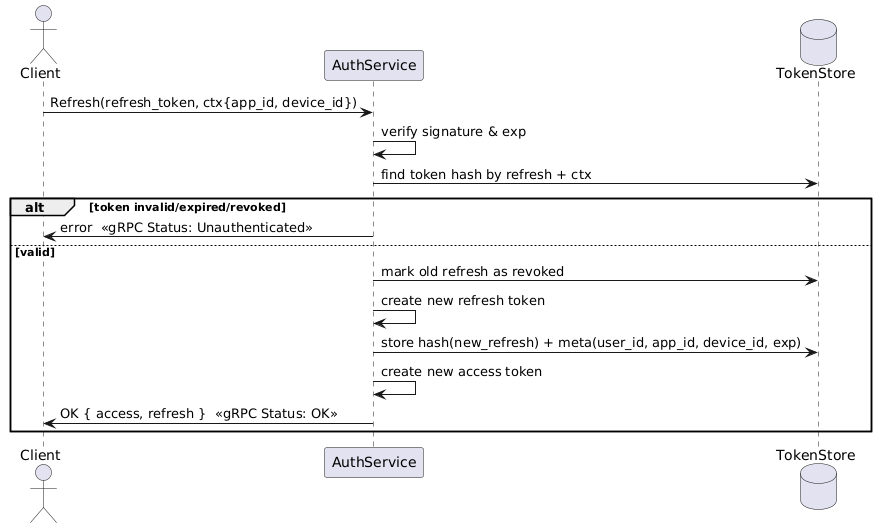 Client
AuthService
TokenStore
Refresh(refresh_token, ctx{app_id, device_id})
verify signature & exp
find token hash by refresh + ctx
alt [token invalid/expired/revoked]
error «gRPC Status: Unauthenticated»
[valid]
mark old refresh as revoked
create new refresh token
store hash(new_refresh) + meta(user_id, app_id, device_id, exp)
create new access token
OK { access, refresh } «gRPC Status: OK»
Client
AuthService
TokenStore